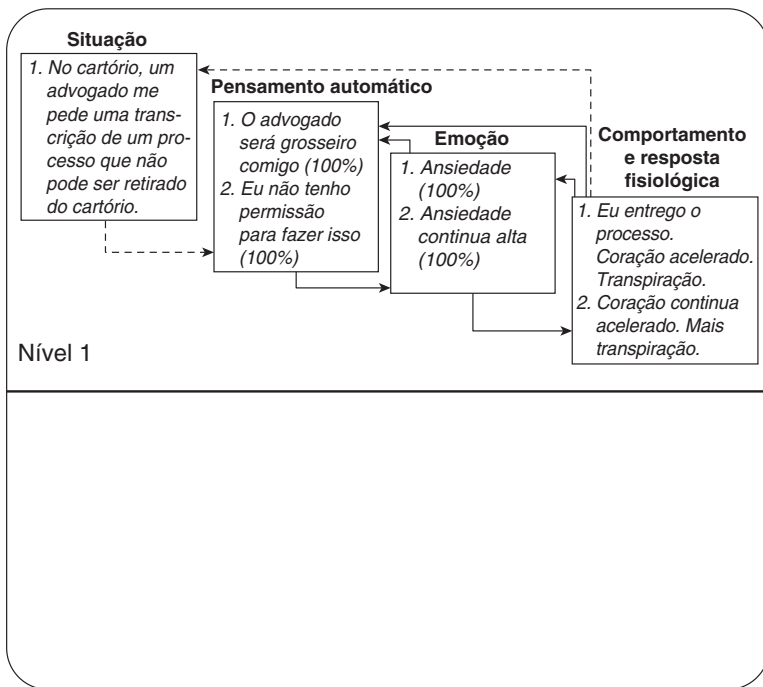 Situação
1. No cartório, um
advogado me
pede uma trans-
crição de um pro-
cesso que não
pode ser retirado
do cartório.
Pensamento automático
1. O advogado
será grosseiro
comigo (100%)
2. Eu não tenho
permissão
para fazer isso
(100%)
Emoção
1. Ansiedade
(100%)
2. Ansiedade
continua alta
(100%)
Comportamento
e resposta
fisiológica
1. Eu entrego o
processo.
Coração acelerado.
Transpiração.
2. Coração continua
acelerado. Mais
transpiração.
Nível 1